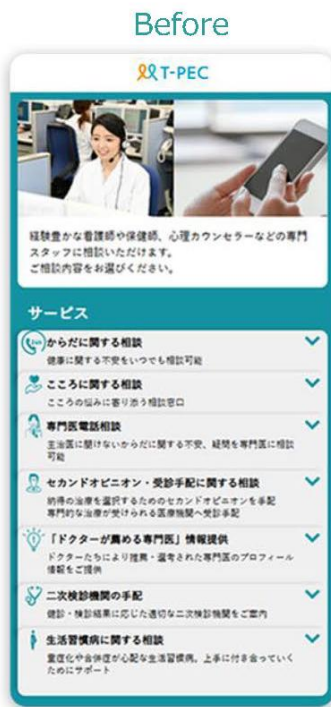 Before
T-PEC
経験豊かな看護師や保健師、心理カウンセラーなどの専門
スタッフに相談いただけます。
ご相談内容をお選びください。
サービス
からだに関する相談
健康に関する不安をいつでも相談可能
こころに関する相談
こころの悩みに寄り添う相談窓口
専門医電話相談
主治医に聞けないからだに関する不安、疑問を専門医に相談
可能
セカンドオピニオン・受診手配に関する相談
納得の治療を選択するためのセカンドオピニオンを手配
専門的な治療が受けられる医療機関へ受診手配
「ドクターが薦める専門医」情報提供
ドクターたちにより推薦・選考された専門医のプロフィール
情報をご提供
二次検診機関の手配
健診・検診結果に応じた適切な二次検診機関をご案内
生活習慣病に関する相談
重症化や合併症が心配な生活習慣病。上手に付き合っていく
ためにサポート